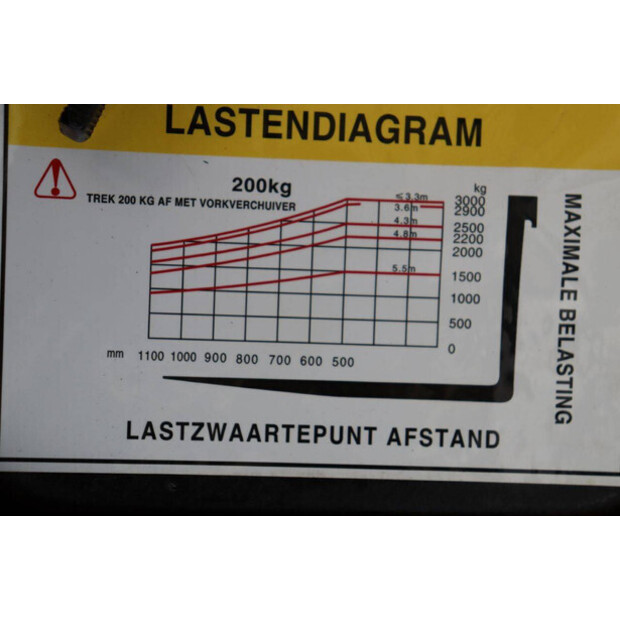 LASTENDIAGRAM
200kg
TREK 200 KG AF MET VORKVERCHUIVER
kg
≤3.3m
3000
3.6m
2900
4.3m
2500
4.8m
2200
2000
5.5m
1500
1000
500
0
mm 1100 1000 900 800 700 600 500
MAXIMALE BELASTING
LASTZWAARTEPUNT AFSTAND